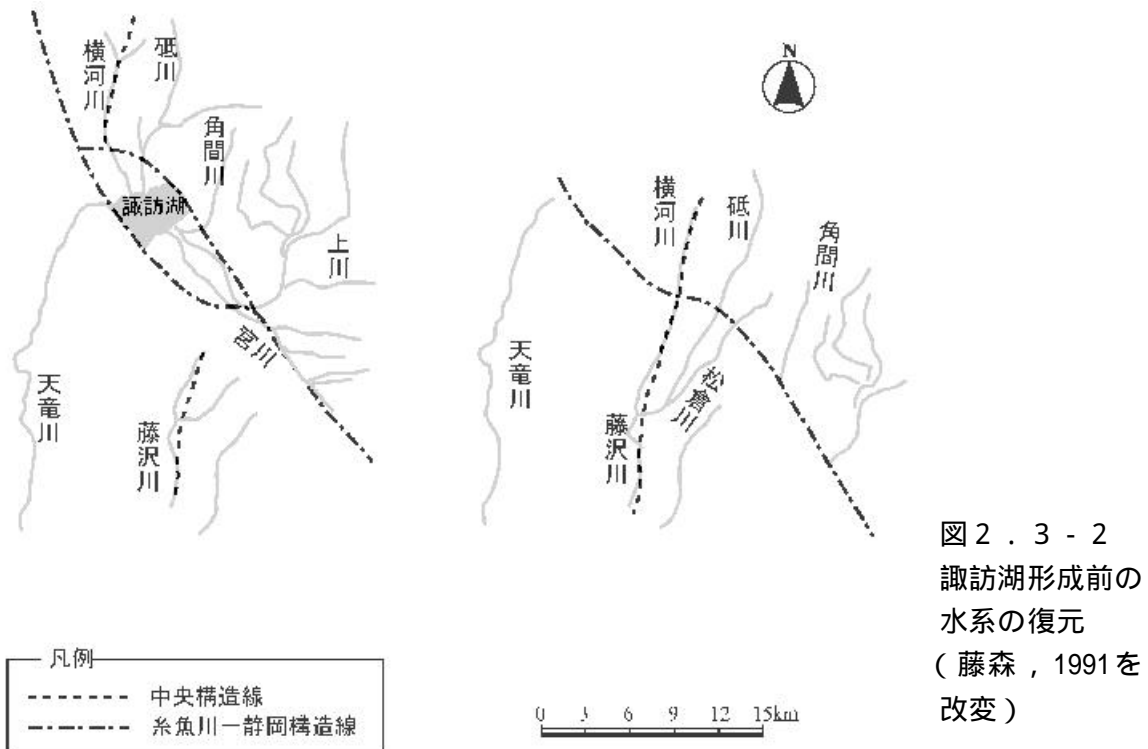 横河川
砥川
角間川
諏訪湖
上川
宮川
天竜川
藤沢川
N
横河川
砥川
角間川
天竜川
松倉川
藤沢川
図2.3-2
諏訪湖形成前の
水系の復元
(藤森,1991を
改変)
凡例
中央構造線
糸魚川一静岡構造線
0 3 6 9 12 15km